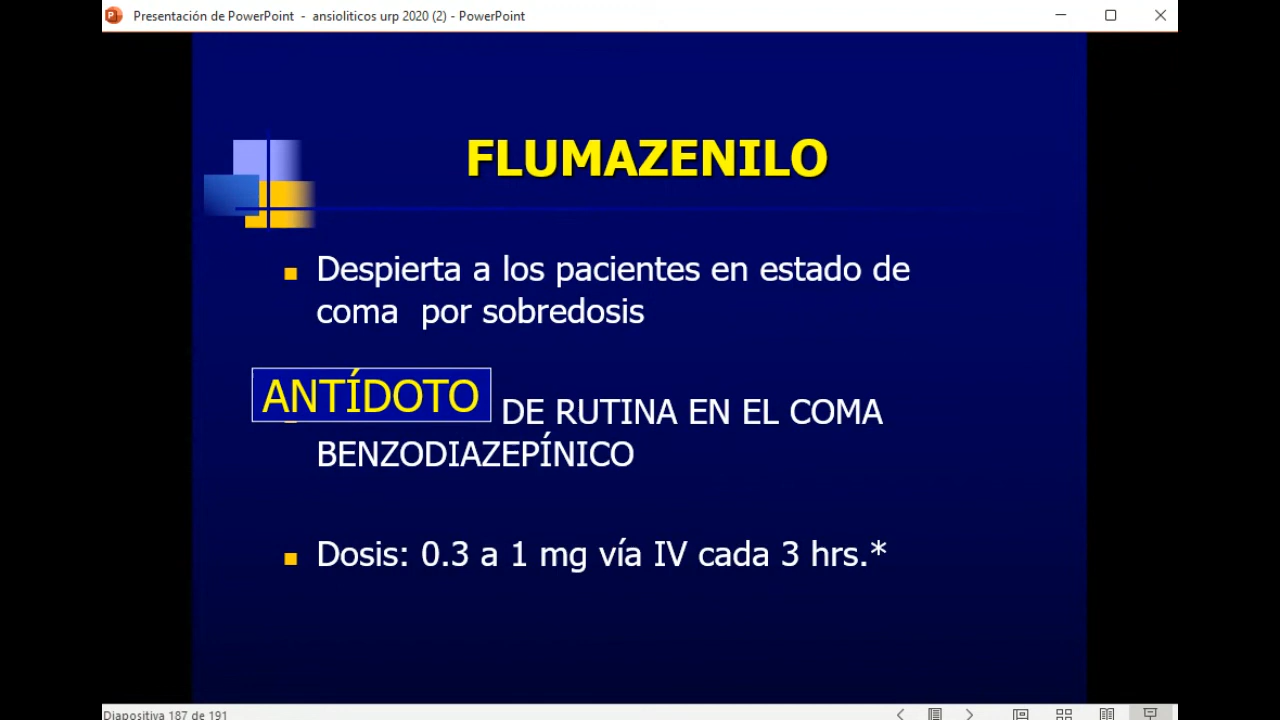 Presentación de PowerPoint - ansioliticos urp 2020 (2) - PowerPoint
FLUMAZENILO
Despierta a los pacientes en estado de
coma por sobredosis
ANTÍDOTO DE RUTINA EN EL COMA
BENZODIAZEPÍNICO
Dosis: 0.3 a 1 mg vía IV cada 3 hrs.*
Diapositiva 187 de 191